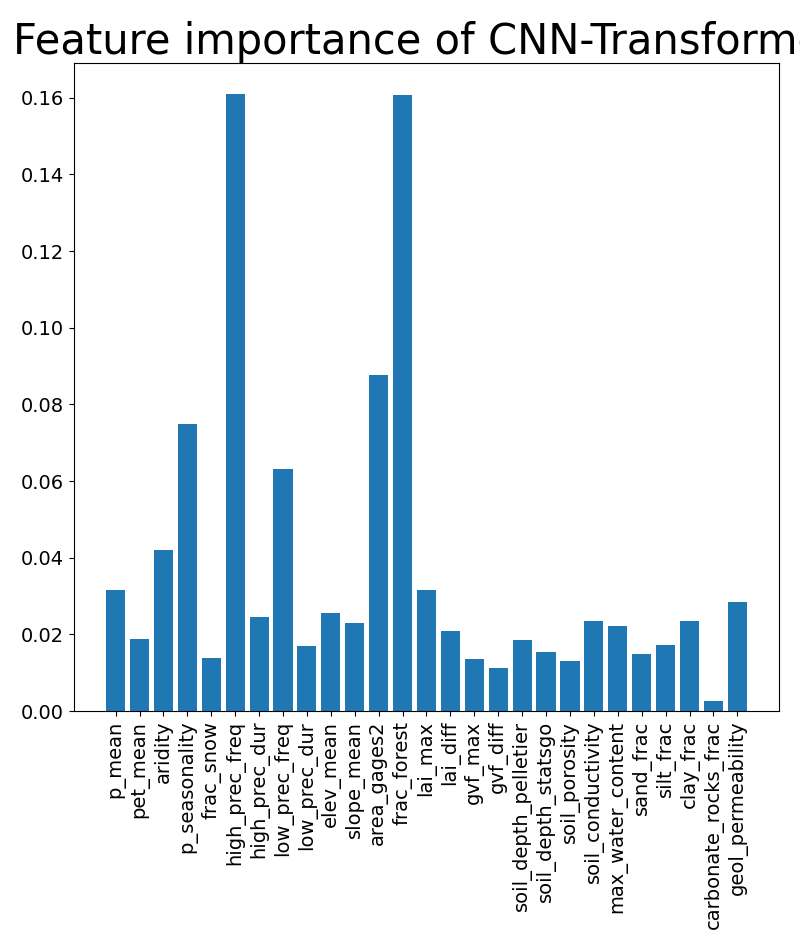 Feature importance of CNN-Transform
0.16
0.14
0.12
0.10
0.08
0.06
0.04
0.02
0.00
p_mean
pet_mean
aridity
p_seasonality
frac_snow
high_prec_freq
high_prec_dur
low_prec_freq
low_prec_dur
elev_mean
slope_mean
area_gages2
frac_forest
lai_max
lai_diff
gvf_max
gvf_diff
soil_depth_pelletier
soil_depth_statsgo
soil_porosity
soil_conductivity
max_water_content
sand_frac
silt_frac
clay_frac
carbonate_rocks_frac
geol_permeability